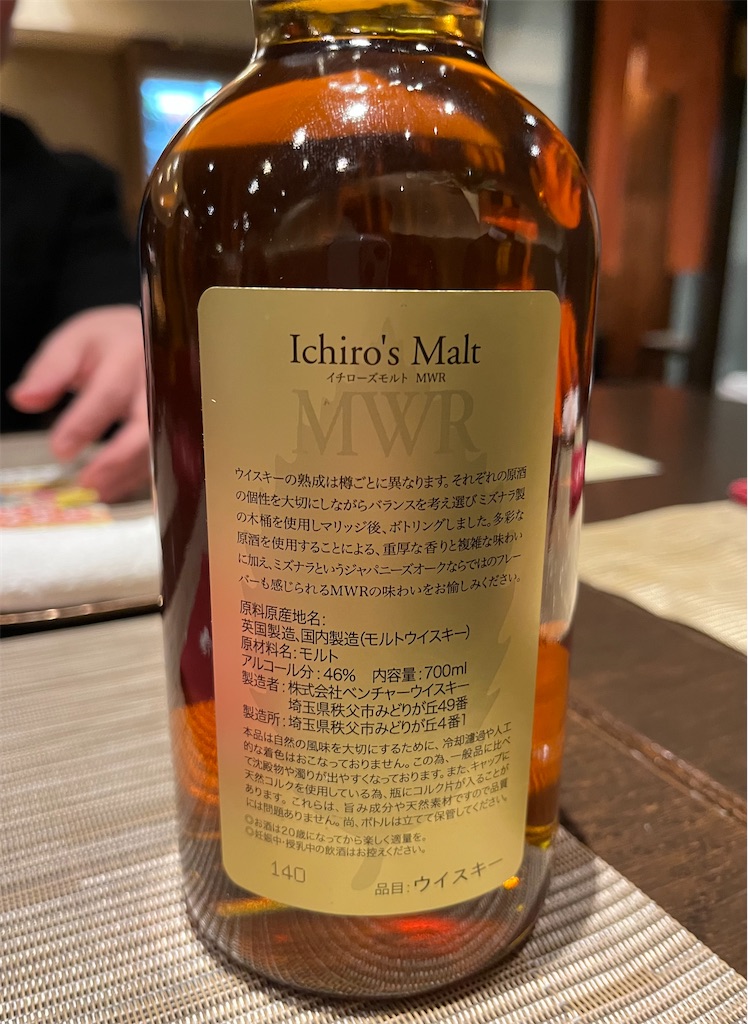 Ichiro's Malt
イチローズモルト MWR
MWR
ウイスキーの熟成は樽ごとに異なります。それぞれの原酒
の個性を大切にしながらバランスを考え選びミズナラ製
の木桶を使用しマリッジ後、ボトリングしました。多彩な
原酒を使用することによる、重厚な香りと複雑な味わい
に加え、ミズナラというジャパニーズオークならではのフレー
バーも感じられるMWRの味わいをお愉しみください。
原料原産地名:
英国製造、国内製造(モルトウイスキー)
原材料名:モルト
アルコール分:46% 内容量:700ml
製造者:株式会社ベンチャーウイスキー
埼玉県秩父市みどりが丘49番
製造所:埼玉県秩父市みどりが丘4番1
本品は自然の風味を大切にするために、冷却濾過や人工
的な着色はおこなっておりません。この為、一般品に比べ
て沈殿物や濁りが出やすくなっております。また、キャップに
天然コルクを使用している為、瓶にコルク片が入ることが
あります。これらは、旨み成分や天然素材ですので品質
には問題ありません。尚、ボトルは立てて保管してください。
◎お酒は20歳になってから楽しく適量を。
◎妊娠中・授乳中の飲酒はお控えください。
140
品目:ウイスキー